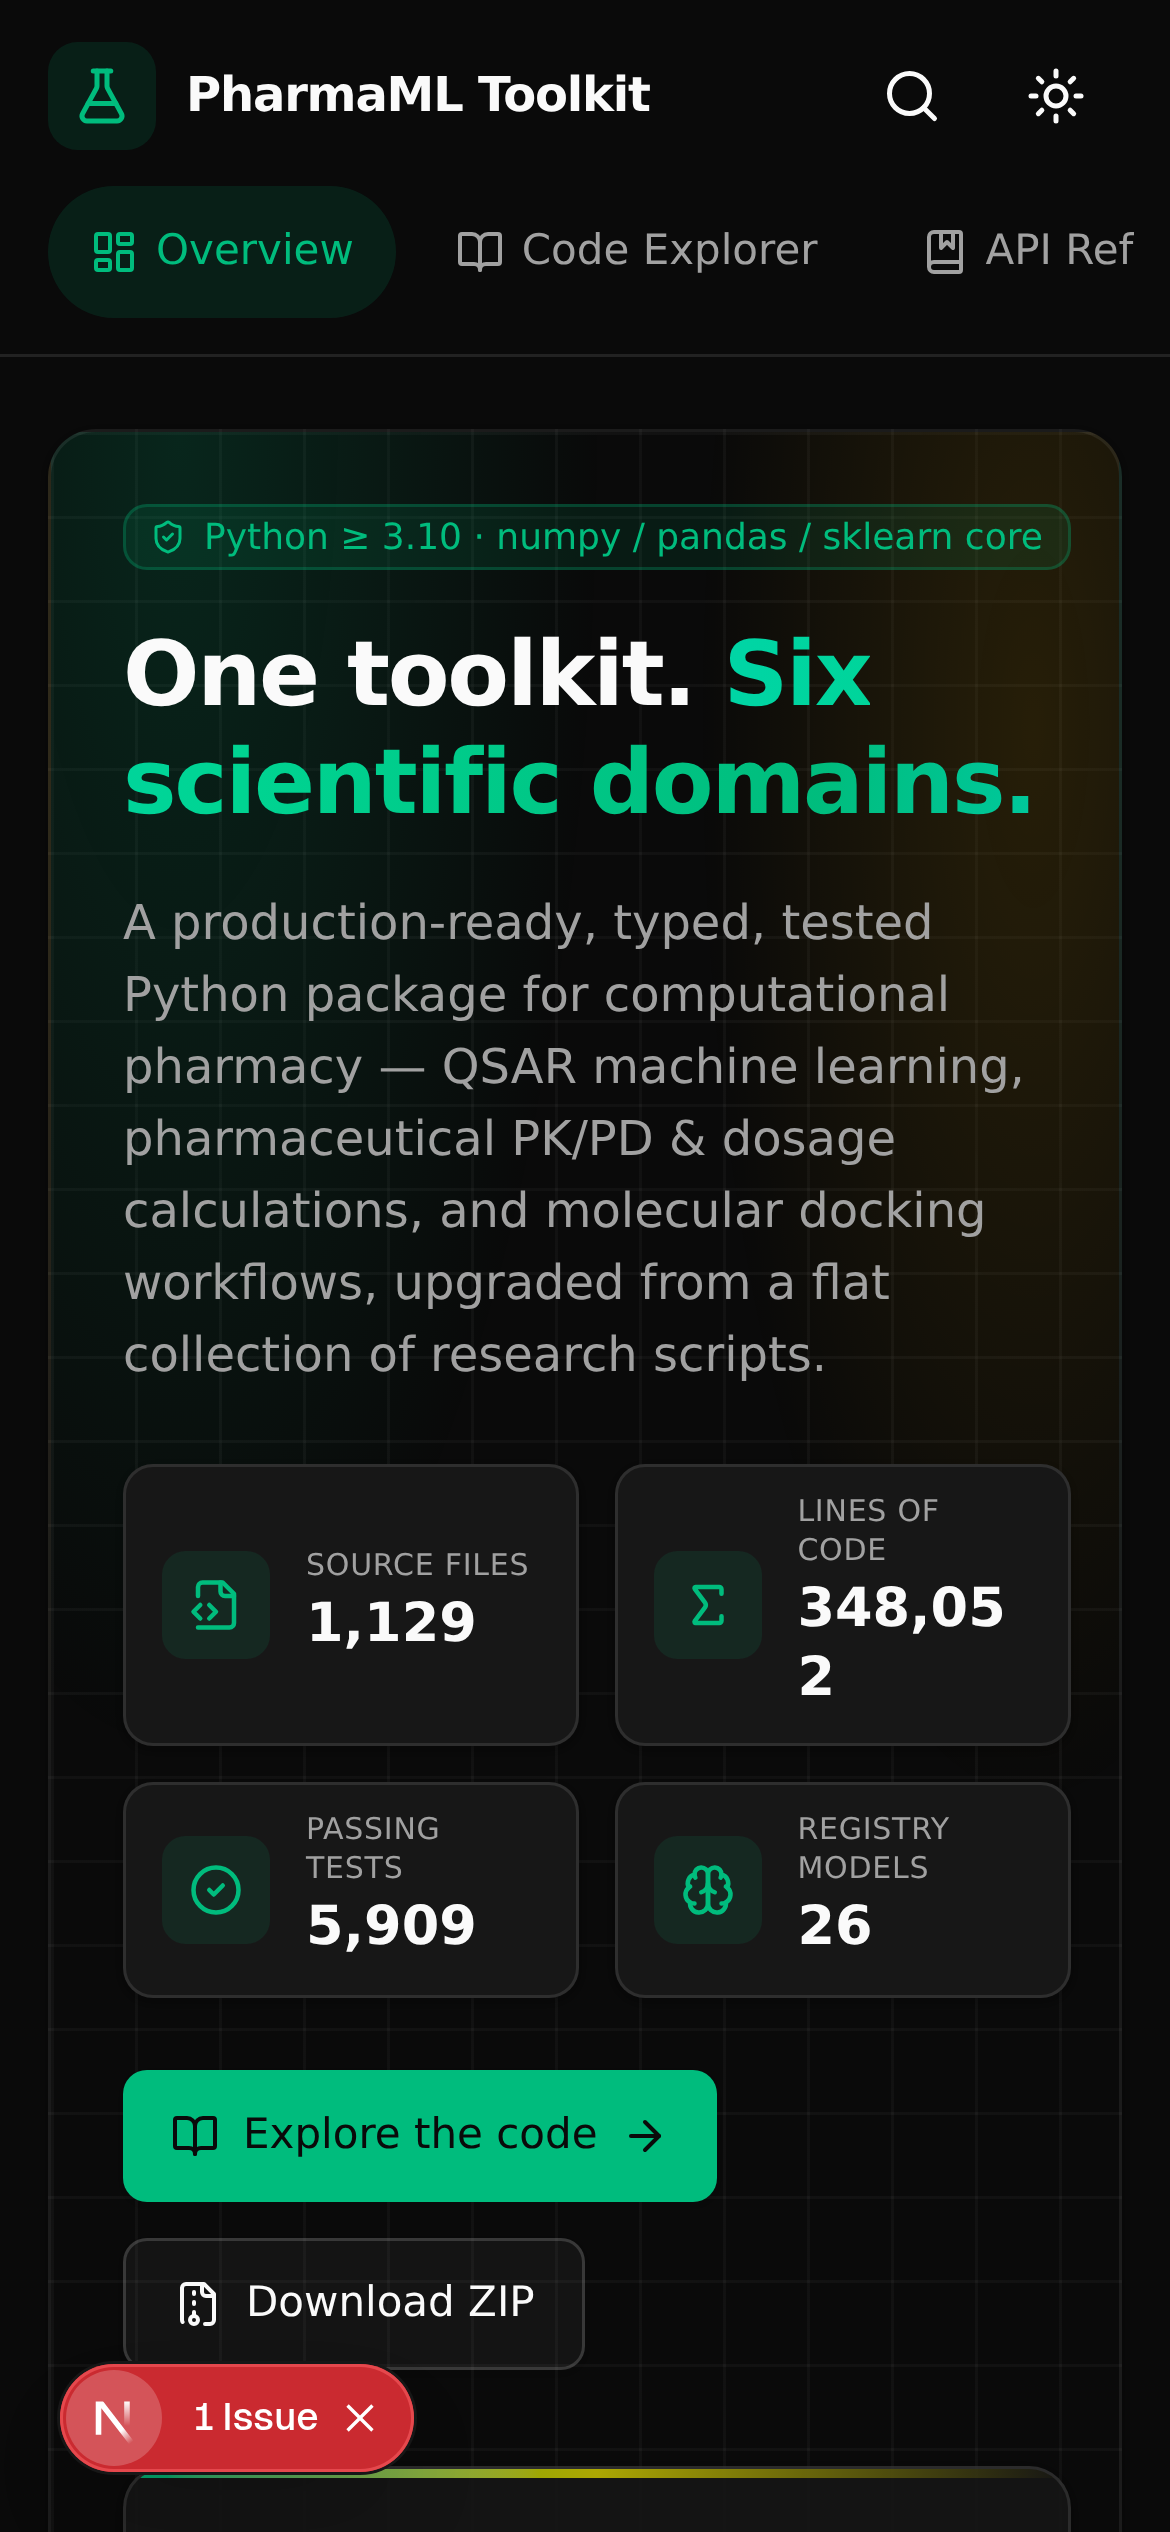 PharmaML Toolkit
Overview
Code Explorer
API Ref
Python ≥ 3.10 · numpy / pandas / sklearn core
One toolkit. Six
scientific domains.
A production-ready, typed, tested
Python package for computational
pharmacy — QSAR machine learning,
pharmaceutical PK/PD & dosage
calculations, and molecular docking
workflows, upgraded from a flat
collection of research scripts.
SOURCE FILES
1,129
LINES OF
CODE
348,05
2
PASSING
TESTS
5,909
REGISTRY
MODELS
26
Explore the code
Download ZIP
N
1 Issue